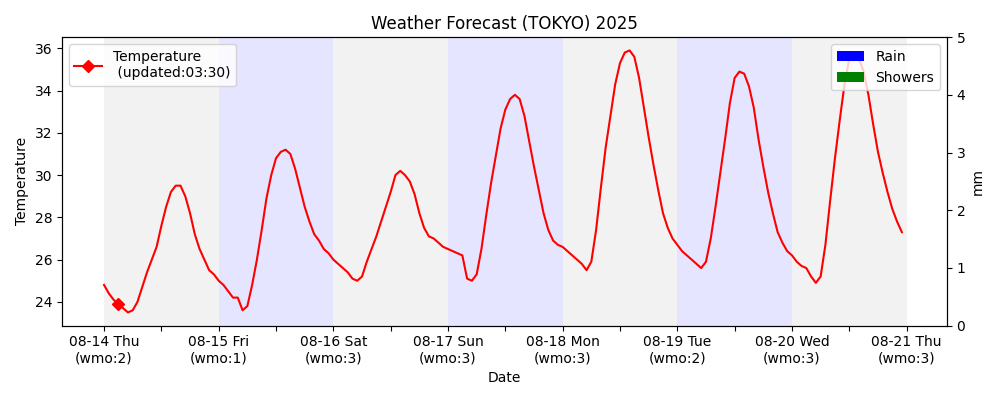 Weather Forecast (TOKYO) 2025
Temperature
(updated:03:30)
Rain
Showers
36
34
32
30
28
26
24
Temperature
5
4
3
2
1
0
mm
08-14 Thu
(wmo:2)
08-15 Fri
(wmo:1)
08-16 Sat
(wmo:3)
08-17 Sun
(wmo:3)
08-18 Mon
(wmo:3)
08-19 Tue
(wmo:2)
08-20 Wed
(wmo:3)
08-21 Thu
(wmo:3)
Date